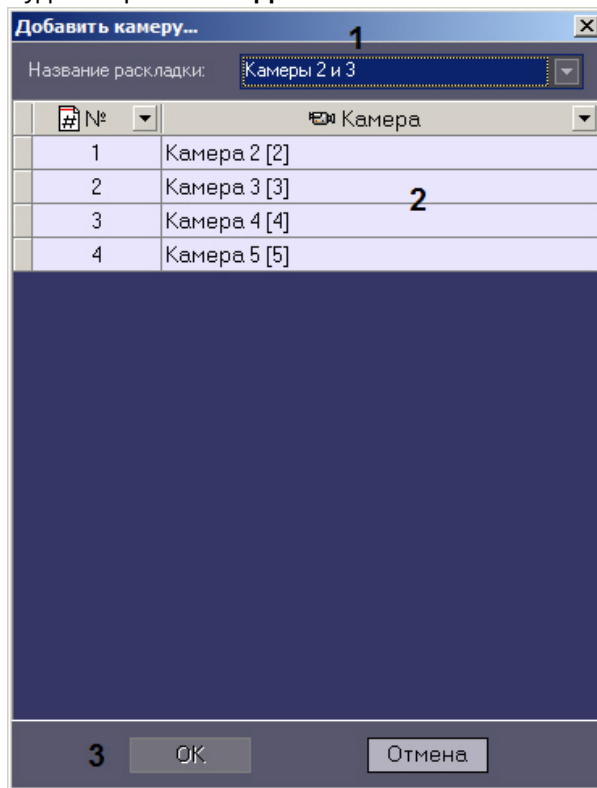 Добавить камеру...
1
Название раскладки: Камеры 2 и 3
# № Камера
1 Камера 2 [2]
2 Камера 3 [3]
2
3 Камера 4 [4]
4 Камера 5 [5]
3 OK Отмена